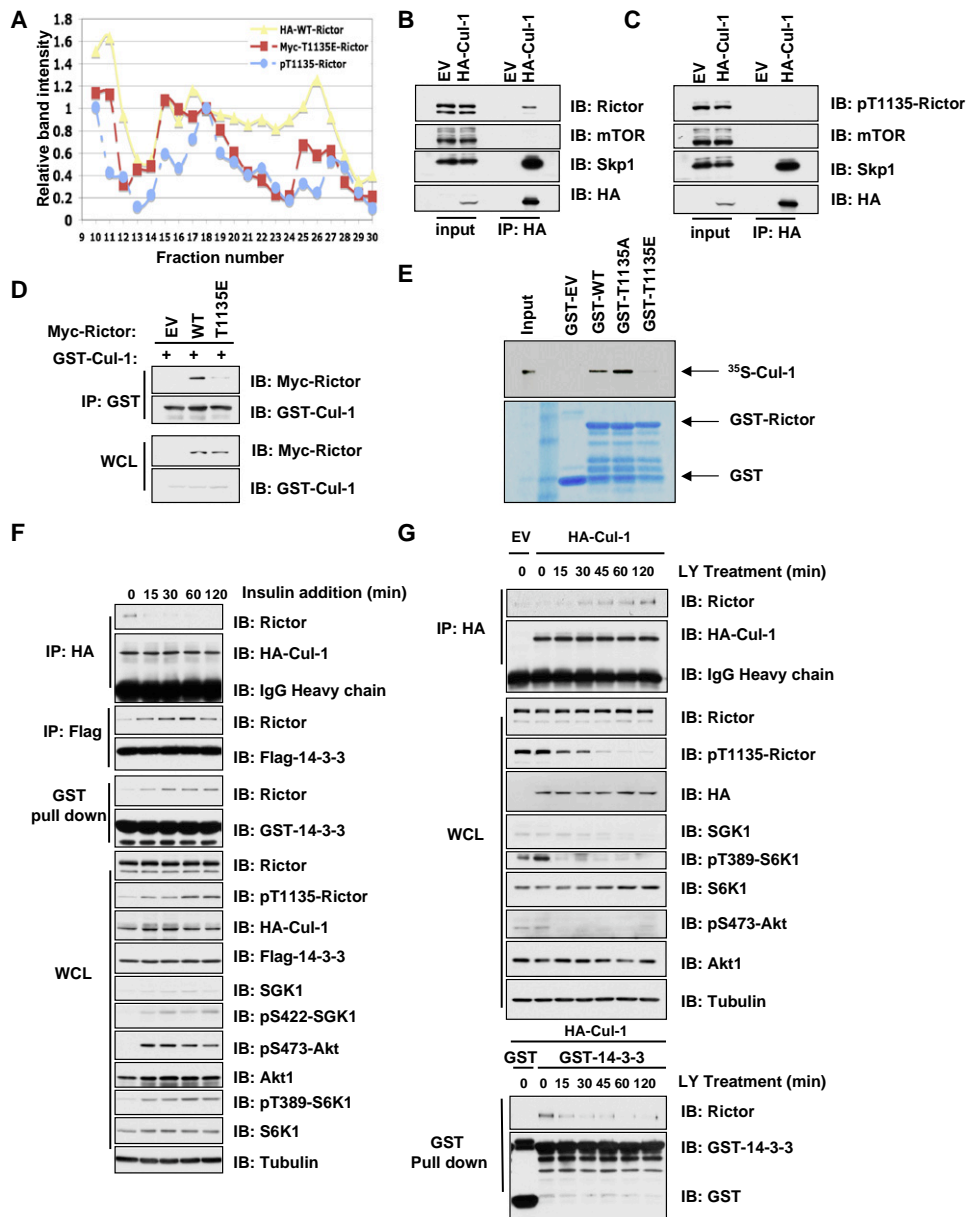 A
1.8
1.6
1.4
1.2
1
0.8
0.6
0.4
0.2
0
Relative band intensity
HA-WT-Rictor
Myc-T1135E-Rictor
pT1135-Rictor
9 10 11 12 13 14 15 16 17 18 19 20 21 22 23 24 25 26 27 28 29 30
Fraction number
B
EV
HA-Cul-1
EV
HA-Cul-1
IB: Rictor
IB: mTOR
IB: Skp1
IB: HA
input
IP: HA
C
EV
HA-Cul-1
EV
HA-Cul-1
IB: pT1135-Rictor
IB: mTOR
IB: Skp1
IB: HA
input
IP: HA
D
Myc-Rictor:
EV
WT
T1135E
GST-Cul-1:
+ + +
IP: GST
IB: Myc-Rictor
IB: GST-Cul-1
WCL
IB: Myc-Rictor
IB: GST-Cul-1
E
Input
GST-EV
GST-WT
GST-T1135A
GST-T1135E
³⁵S-Cul-1
GST-Rictor
GST
F
0 15 30 60 120
Insulin addition (min)
IP: HA
IB: Rictor
IB: HA-Cul-1
IB: IgG Heavy chain
IP: Flag
IB: Rictor
IB: Flag-14-3-3
GST
pull down
IB: Rictor
IB: GST-14-3-3
WCL
IB: Rictor
IB: pT1135-Rictor
IB: HA-Cul-1
IB: Flag-14-3-3
IB: SGK1
IB: pS422-SGK1
IB: pS473-Akt
IB: Akt1
IB: pT389-S6K1
IB: S6K1
IB: Tubulin
G
EV
HA-Cul-1
0 0 15 30 45 60 120
LY Treatment (min)
IP: HA
IB: Rictor
IB: HA-Cul-1
IB: IgG Heavy chain
WCL
IB: Rictor
IB: pT1135-Rictor
IB: HA
IB: SGK1
IB: pT389-S6K1
IB: S6K1
IB: pS473-Akt
IB: Akt1
IB: Tubulin
HA-Cul-1
GST
GST-14-3-3
0 0 15 30 45 60 120
LY Treatment (min)
GST
Pull down
IB: Rictor
IB: GST-14-3-3
IB: GST